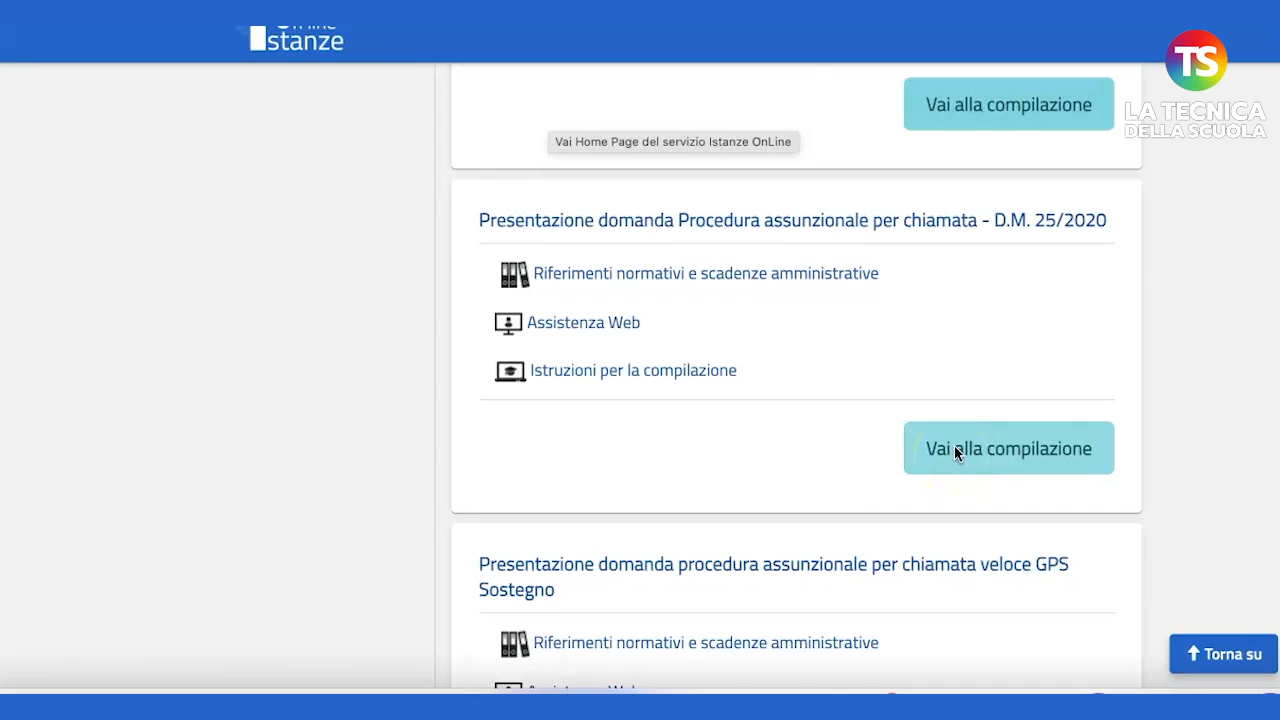 stanze
TS
LA TECNICA
DELLA SCUOLA
Vai alla compilazione
Vai Home Page del servizio Istanze OnLine
Presentazione domanda Procedura assunzionale per chiamata - D.M. 25/2020
Riferimenti normativi e scadenze amministrative
Assistenza Web
Istruzioni per la compilazione
Vai alla compilazione
Presentazione domanda procedura assunzionale per chiamata veloce GPS
Sostegno
Riferimenti normativi e scadenze amministrative
Torna su